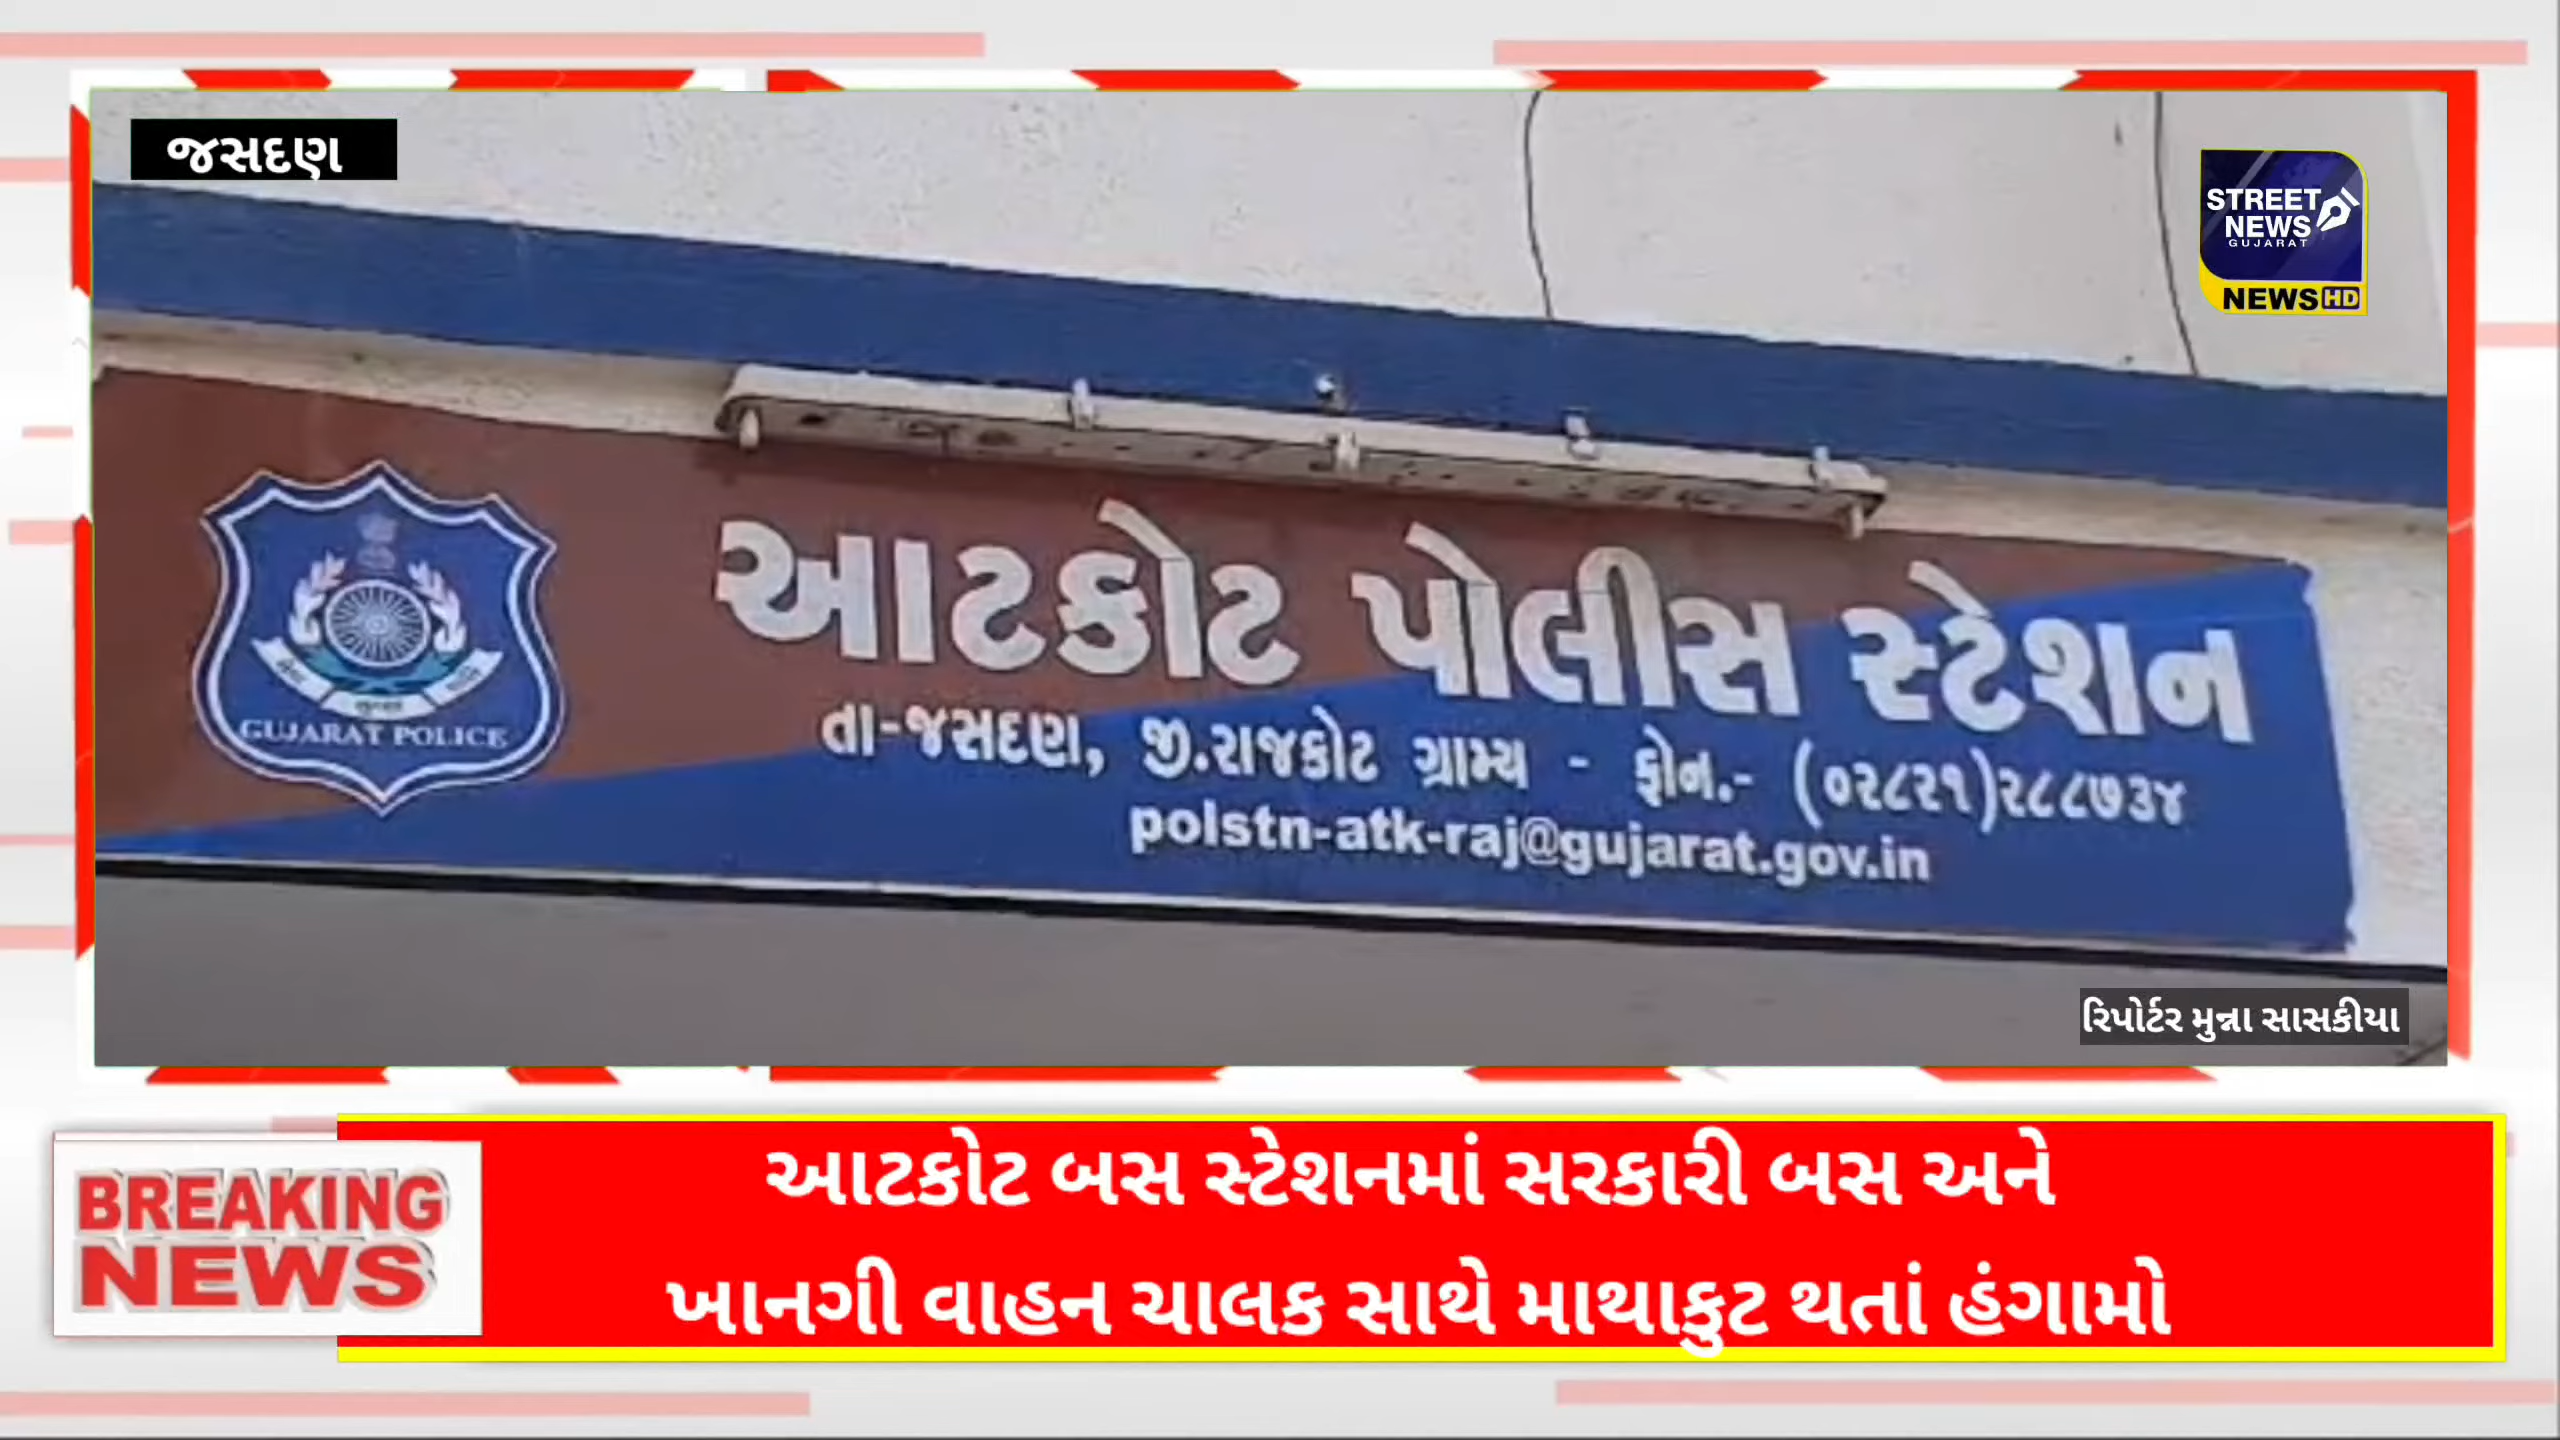 જસદણ
STREET
NEWS
GUJARAT
NEWS HD
આટકોટ પોલીસ સ્ટેશન
તા-જસદણ, જી.રાજકોટ ગ્રામ્ય - ફોન.- (૦૨૮૨૧)૨૮૮૭૩૪
polstn-atk-raj@gujarat.gov.in
GUJARAT POLICE
રિપોર્ટર મુન્ના સાસકીયા
BREAKING
NEWS
આટકોટ બસ સ્ટેશનમાં સરકારી બસ અને
ખાનગી વાહન ચાલક સાથે માથાકુટ થતાં હંગામો